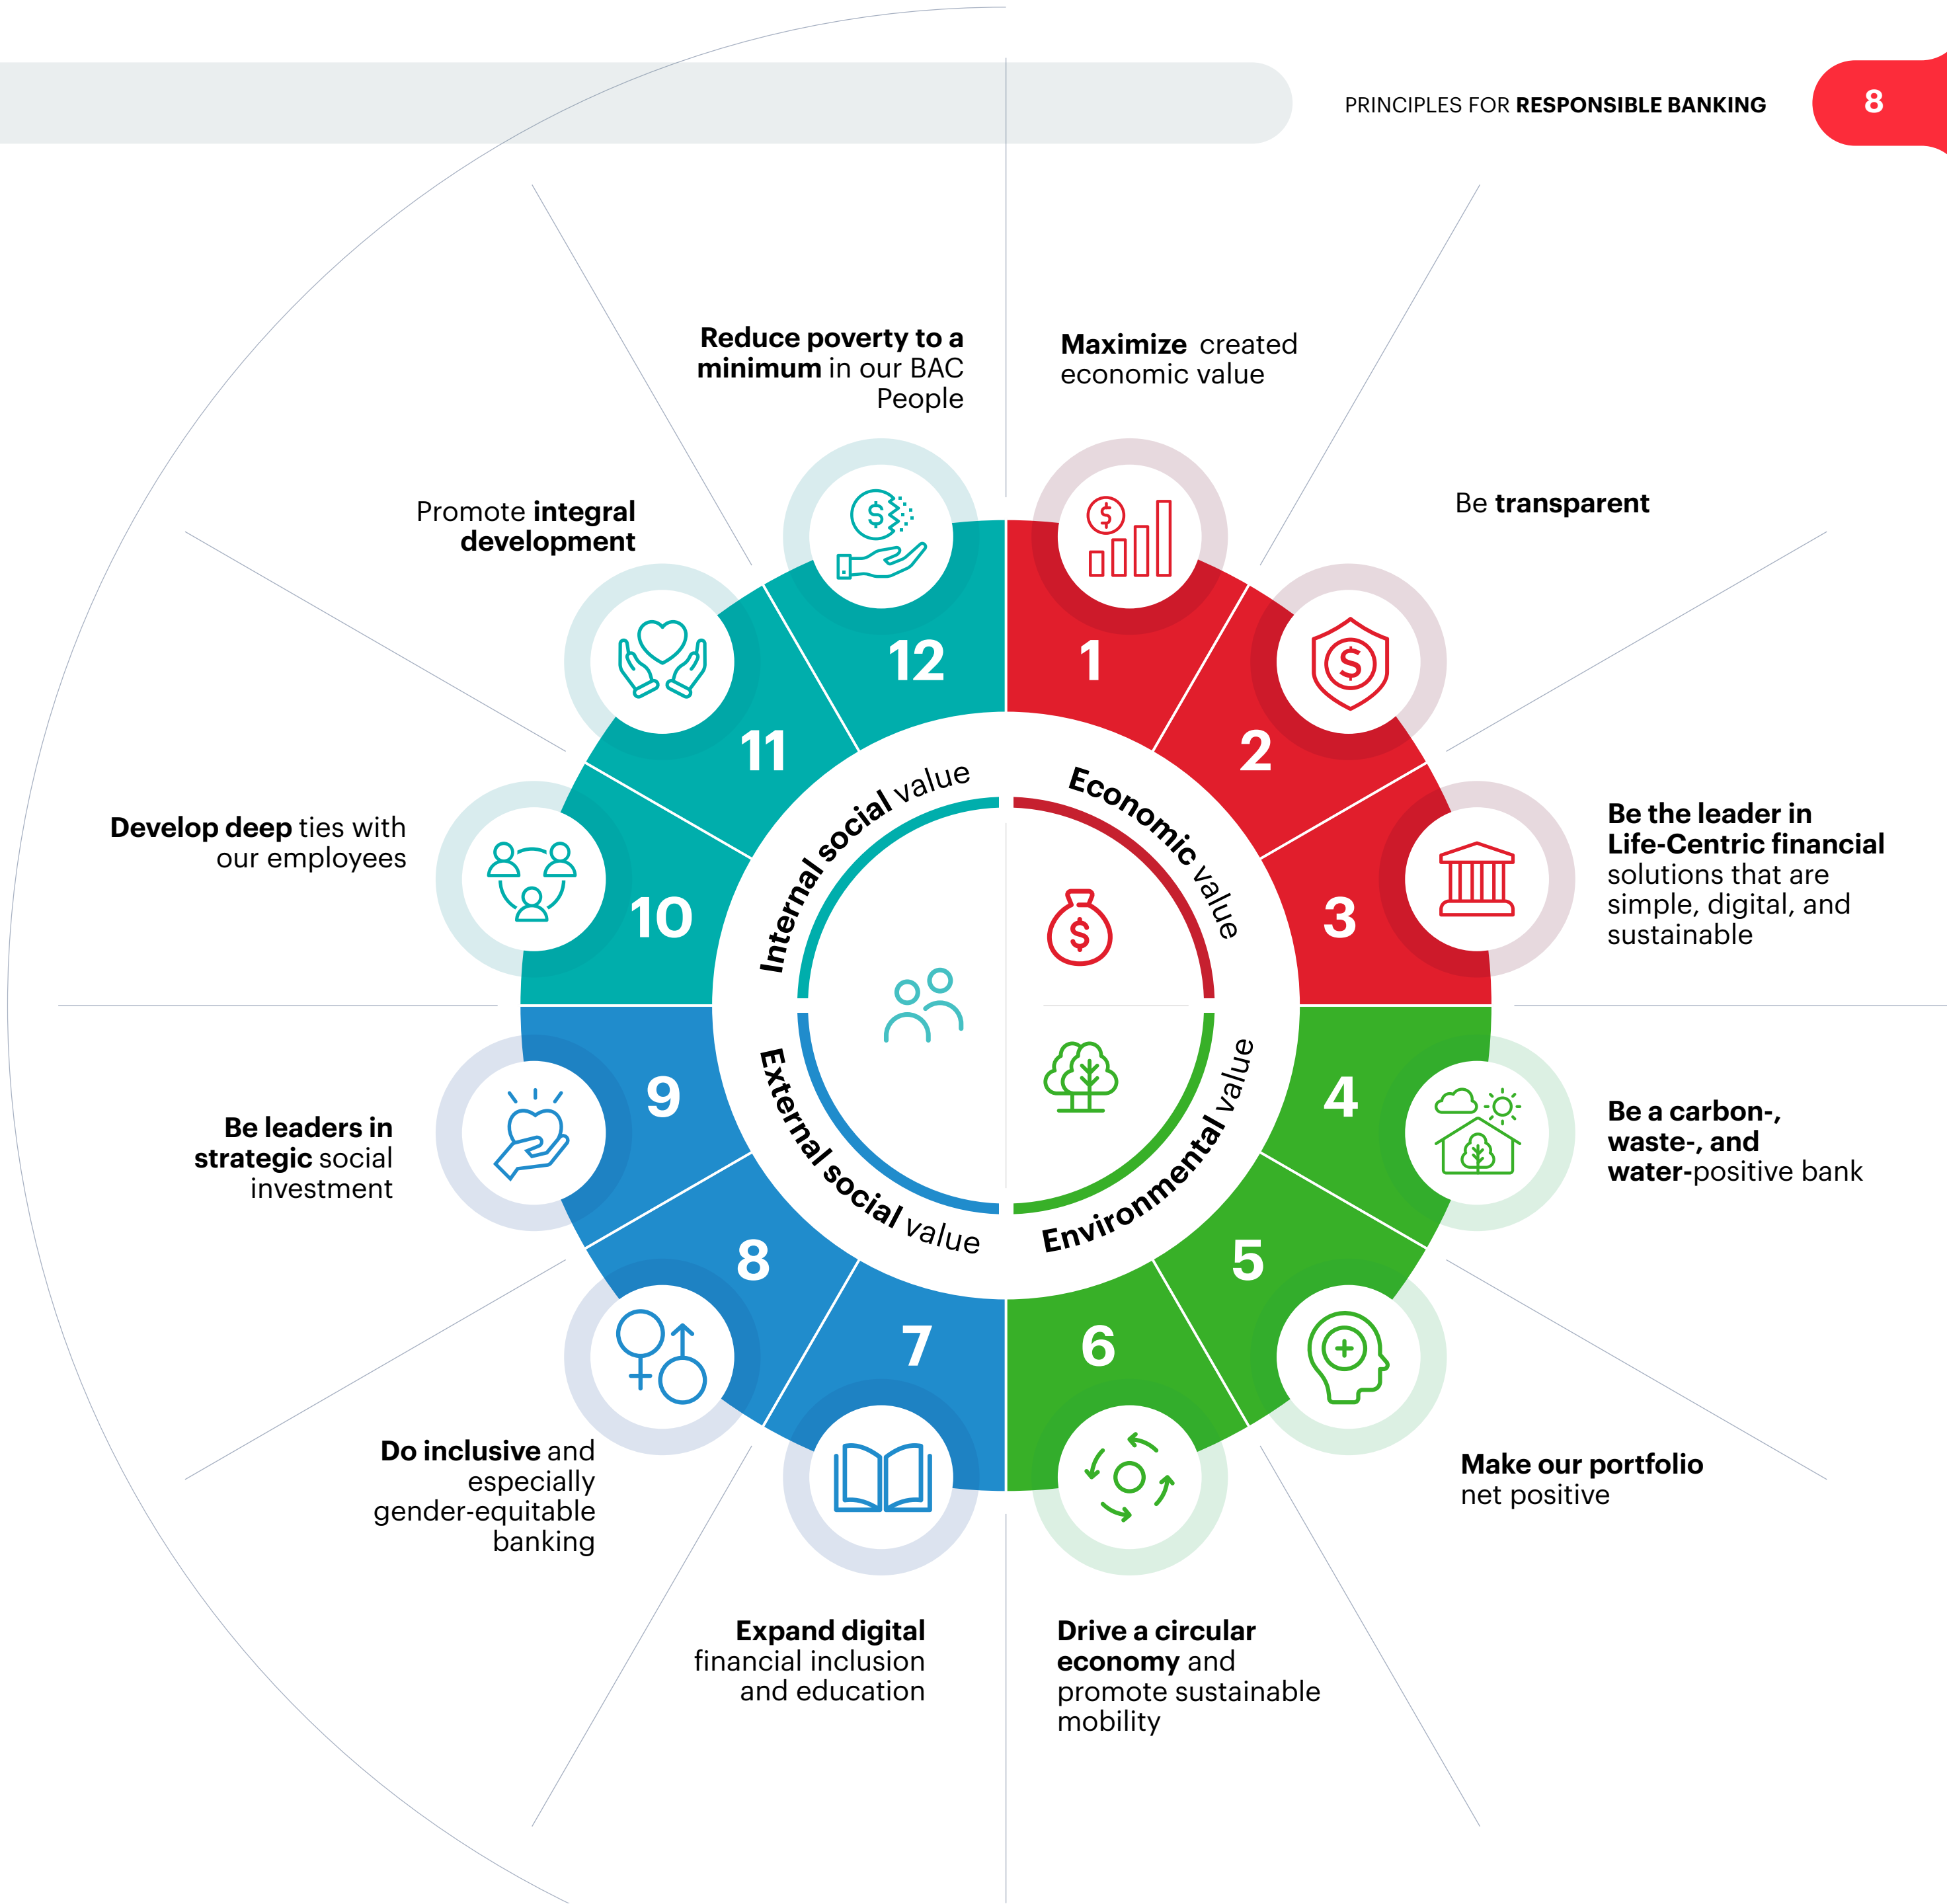 PRINCIPLES FOR RESPONSIBLE BANKING
8
Maximize created
economic value
1
Be transparent
2
Be the leader in
Life-Centric financial
solutions that are
simple, digital, and
sustainable
3
Be a carbon-,
waste-, and
water-positive bank
4
Make our portfolio
net positive
5
Drive a circular
economy and
promote sustainable
mobility
6
Expand digital
financial inclusion
and education
7
Do inclusive and
especially
gender-equitable
banking
8
Be leaders in
strategic social
investment
9
Develop deep ties with
our employees
10
Promote integral
development
11
Reduce poverty to a
minimum in our BAC
People
12
Economic value
Environmental value
External social value
Internal social value
$
$
$
$